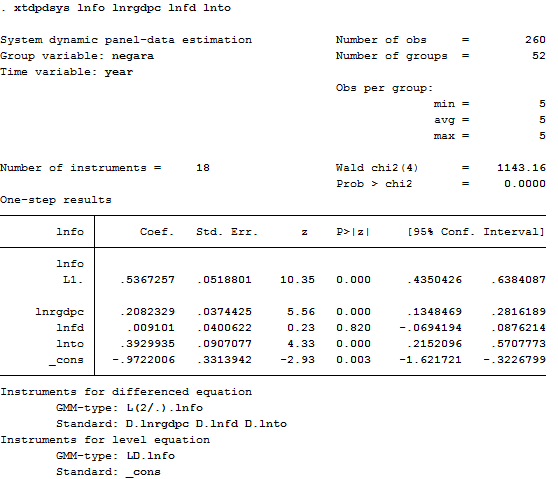 . xtdpdsys lnfo lnrgdpc lnfd lnto
System dynamic panel-data estimation Number of obs = 260
Group variable: negara Number of groups = 52
Time variable: year
Obs per group:
min = 5
avg = 5
max = 5
Number of instruments = 18 Wald chi2(4) = 1143.16
Prob > chi2 = 0.0000
One-step results
lnfo Coef. Std. Err. z P>|z| [95% Conf. Interval]
lnfo
L1. .5367257 .0518801 10.35 0.000 .4350426 .6384087
lnrgdpc .2082329 .0374425 5.56 0.000 .1348469 .2816189
lnfd .009101 .0400622 0.23 0.820 -.0694194 .0876214
lnto .3929935 .0907077 4.33 0.000 .2152096 .5707773
_cons -.9722006 .3313942 -2.93 0.003 -1.621721 -.3226799
Instruments for differenced equation
GMM-type: L(2/.).lnfo
Standard: D.lnrgdpc D.lnfd D.lnto
Instruments for level equation
GMM-type: LD.lnfo
Standard: _cons